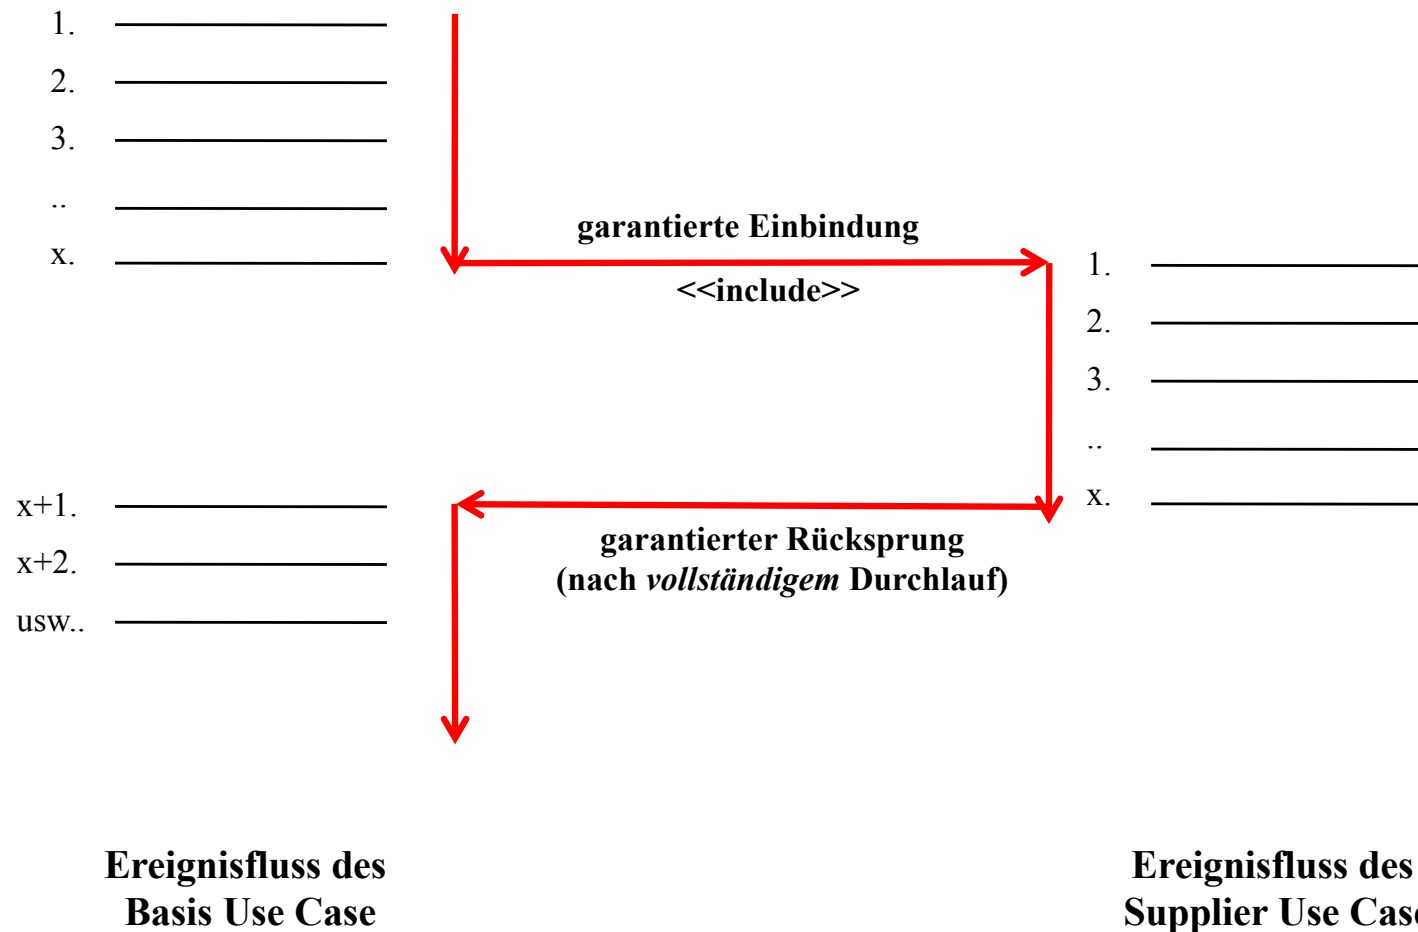 1.
2.
3.
..
x.
garantierte Einbindung
<<include>>
1.
2.
3.
..
x.
x+1.
x+2.
usw..
garantierter Rücksprung
(nach vollständigem Durchlauf)
Ereignisfluss des
Basis Use Case
Ereignisfluss des
Supplier Use Case